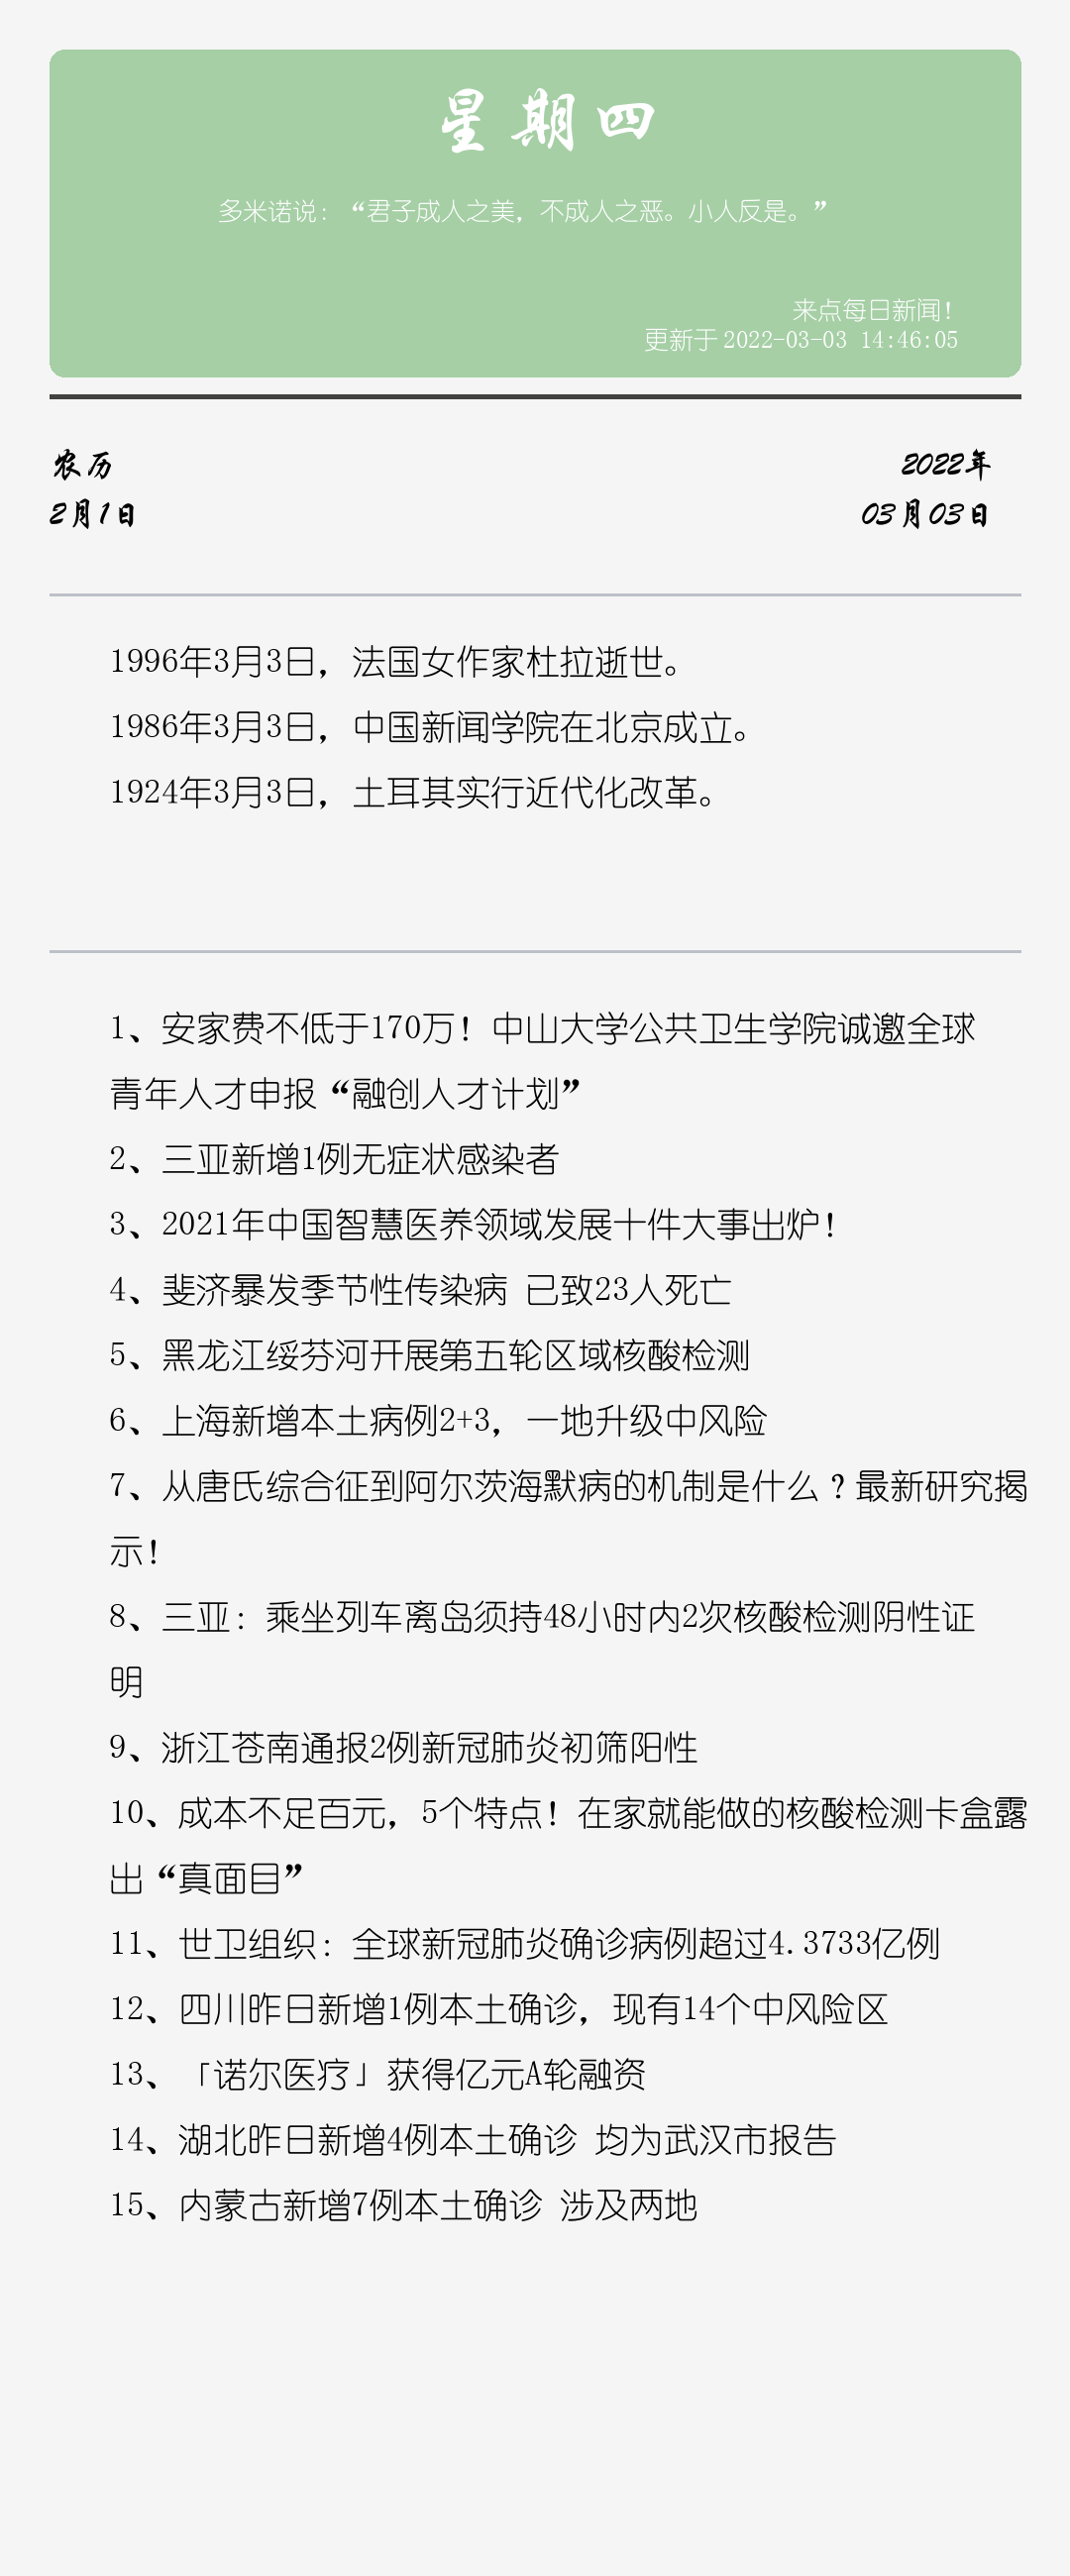 星期四
多米诺说：“君子成人之美，不成人之恶。小人反是。”
来点每日新闻！
更新于 2022-03-03 14:46:05
农历
2022年
2月1日
03月03日
1996年3月3日，法国女作家杜拉逝世。
1986年3月3日，中国新闻学院在北京成立。
1924年3月3日，土耳其实行近代化改革。
1、安家费不低于170万！中山大学公共卫生学院诚邀全球
青年人才申报“融创人才计划”
2、三亚新增1例无症状感染者
3、2021年中国智慧医养领域发展十件大事出炉！
4、斐济暴发季节性传染病 已致23人死亡
5、黑龙江绥芬河开展第五轮区域核酸检测
6、上海新增本土病例2+3，一地升级中风险
7、从唐氏综合征到阿尔茨海默病的机制是什么？最新研究揭
示！
8、三亚：乘坐列车离岛须持48小时内2次核酸检测阴性证
明
9、浙江苍南通报2例新冠肺炎初筛阳性
10、成本不足百元，5个特点！在家就能做的核酸检测卡盒露
出“真面目”
11、世卫组织：全球新冠肺炎确诊病例超过4.3733亿例
12、四川昨日新增1例本土确诊，现有14个中风险区
13、「诺尔医疗」获得亿元A轮融资
14、湖北昨日新增4例本土确诊 均为武汉市报告
15、内蒙古新增7例本土确诊 涉及两地